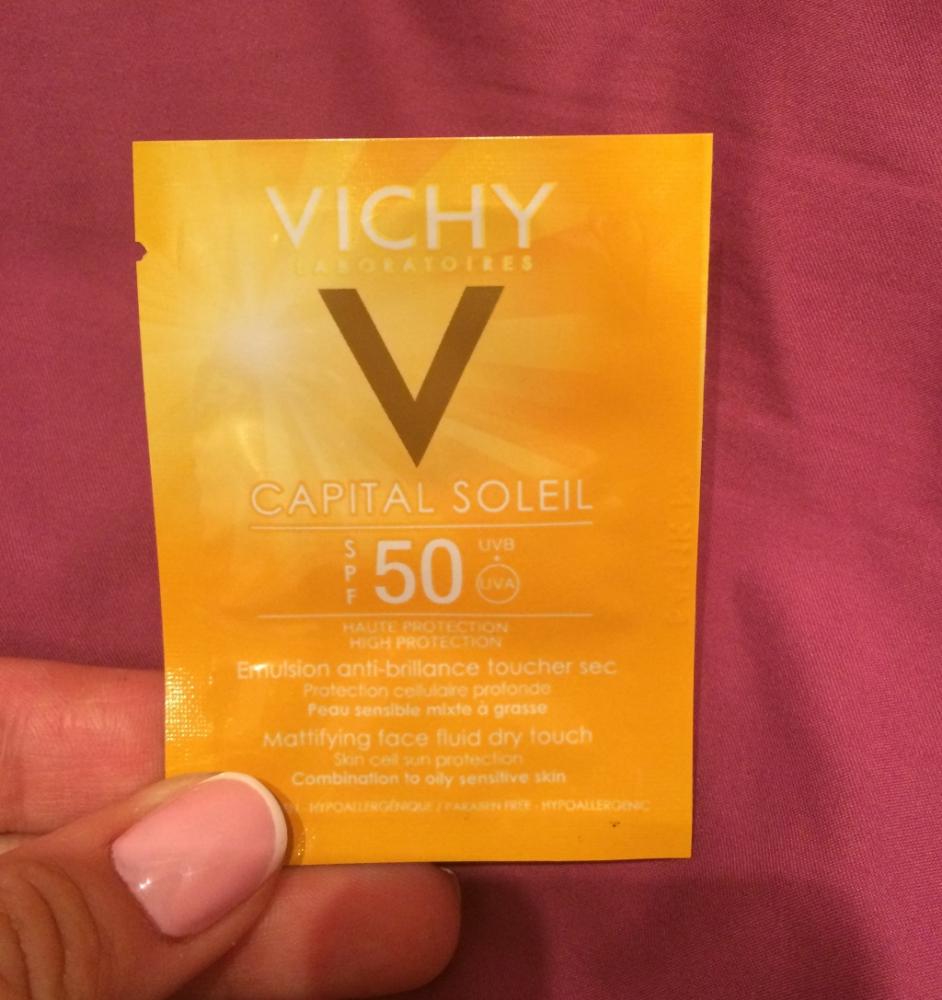 VICHY
LABORATOIRES
V
CAPITAL SOLEIL
SPF 50 UVB + UVA
HAUTE PROTECTION
HIGH PROTECTION
Emulsion anti-brillance toucher sec
Protection cellulaire profonde
Peau sensible mixte à grasse
Mattifying face fluid dry touch
Skin cell sun protection
Combination to oily sensitive skin
- HYPOALLERGÉNIQUE / PARABEN FREE - HYPOALLERGENIC